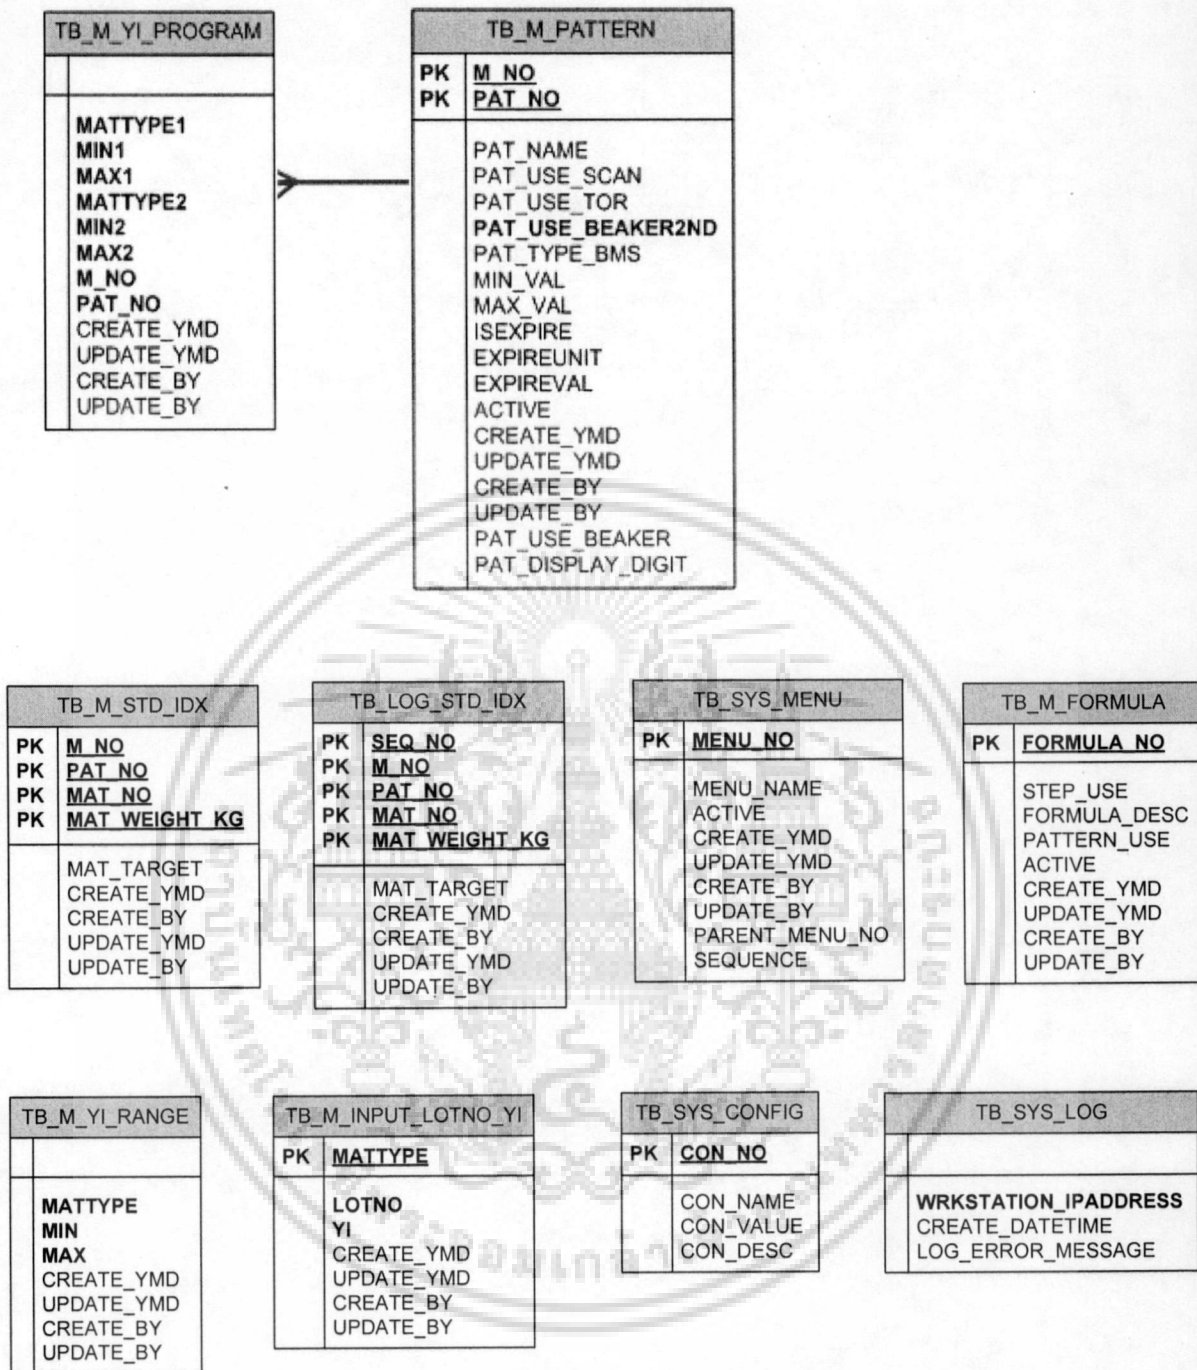 TB_M_YI_PROGRAM
MATTYPE1
MIN1
MAX1
MATTYPE2
MIN2
MAX2
M_NO
PAT_NO
CREATE_YMD
UPDATE_YMD
CREATE_BY
UPDATE_BY
TB_M_PATTERN
PK M_NO
PK PAT_NO
PAT_NAME
PAT_USE_SCAN
PAT_USE_TOR
PAT_USE_BEAKER2ND
PAT_TYPE_BMS
MIN_VAL
MAX_VAL
ISEXPIRE
EXPIREUNIT
EXPIREVAL
ACTIVE
CREATE_YMD
UPDATE_YMD
CREATE_BY
UPDATE_BY
PAT_USE_BEAKER
PAT_DISPLAY_DIGIT
TB_M_STD_IDX
PK M_NO
PK PAT_NO
PK MAT_NO
PK MAT_WEIGHT_KG
MAT_TARGET
CREATE_YMD
CREATE_BY
UPDATE_YMD
UPDATE_BY
TB_LOG_STD_IDX
PK SEQ_NO
PK M_NO
PK PAT_NO
PK MAT_NO
PK MAT_WEIGHT_KG
MAT_TARGET
CREATE_YMD
CREATE_BY
UPDATE_YMD
UPDATE_BY
TB_SYS_MENU
PK MENU_NO
MENU_NAME
ACTIVE
CREATE_YMD
UPDATE_YMD
CREATE_BY
UPDATE_BY
PARENT_MENU_NO
SEQUENCE
TB_M_FORMULA
PK FORMULA_NO
STEP_USE
FORMULA_DESC
PATTERN_USE
ACTIVE
CREATE_YMD
UPDATE_YMD
CREATE_BY
UPDATE_BY
TB_M_YI_RANGE
MATTYPE
MIN
MAX
CREATE_YMD
UPDATE_YMD
CREATE_BY
UPDATE_BY
TB_M_INPUT_LOTNO_YI
PK MATTYPE
LOTNO
YI
CREATE_YMD
UPDATE_YMD
CREATE_BY
UPDATE_BY
TB_SYS_CONFIG
PK CON_NO
CON_NAME
CON_VALUE
CON_DESC
TB_SYS_LOG
WRKSTATION_IPADDRESS
CREATE_DATETIME
LOG_ERROR_MESSAGE